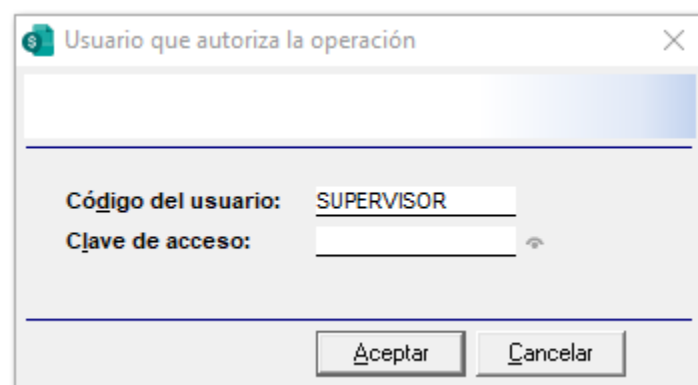 Usuario que autoriza la operación
Código del usuario: SUPERVISOR
Clave de acceso:
Aceptar Cancelar